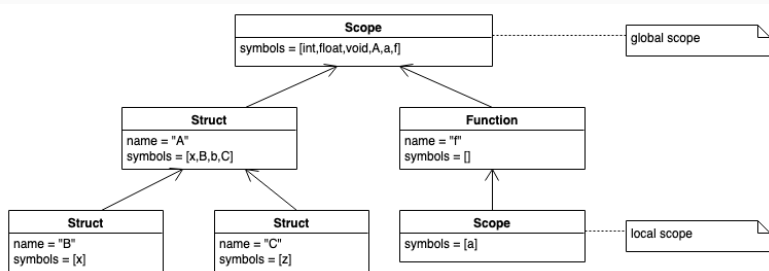 Scope
symbols = [int,float,void,A,a,f]
global scope
Struct
name = "A"
symbols = [x,B,b,C]
Function
name = "f"
symbols = []
Struct
name = "B"
symbols = [x]
Struct
name = "C"
symbols = [z]
Scope
symbols = [a]
local scope